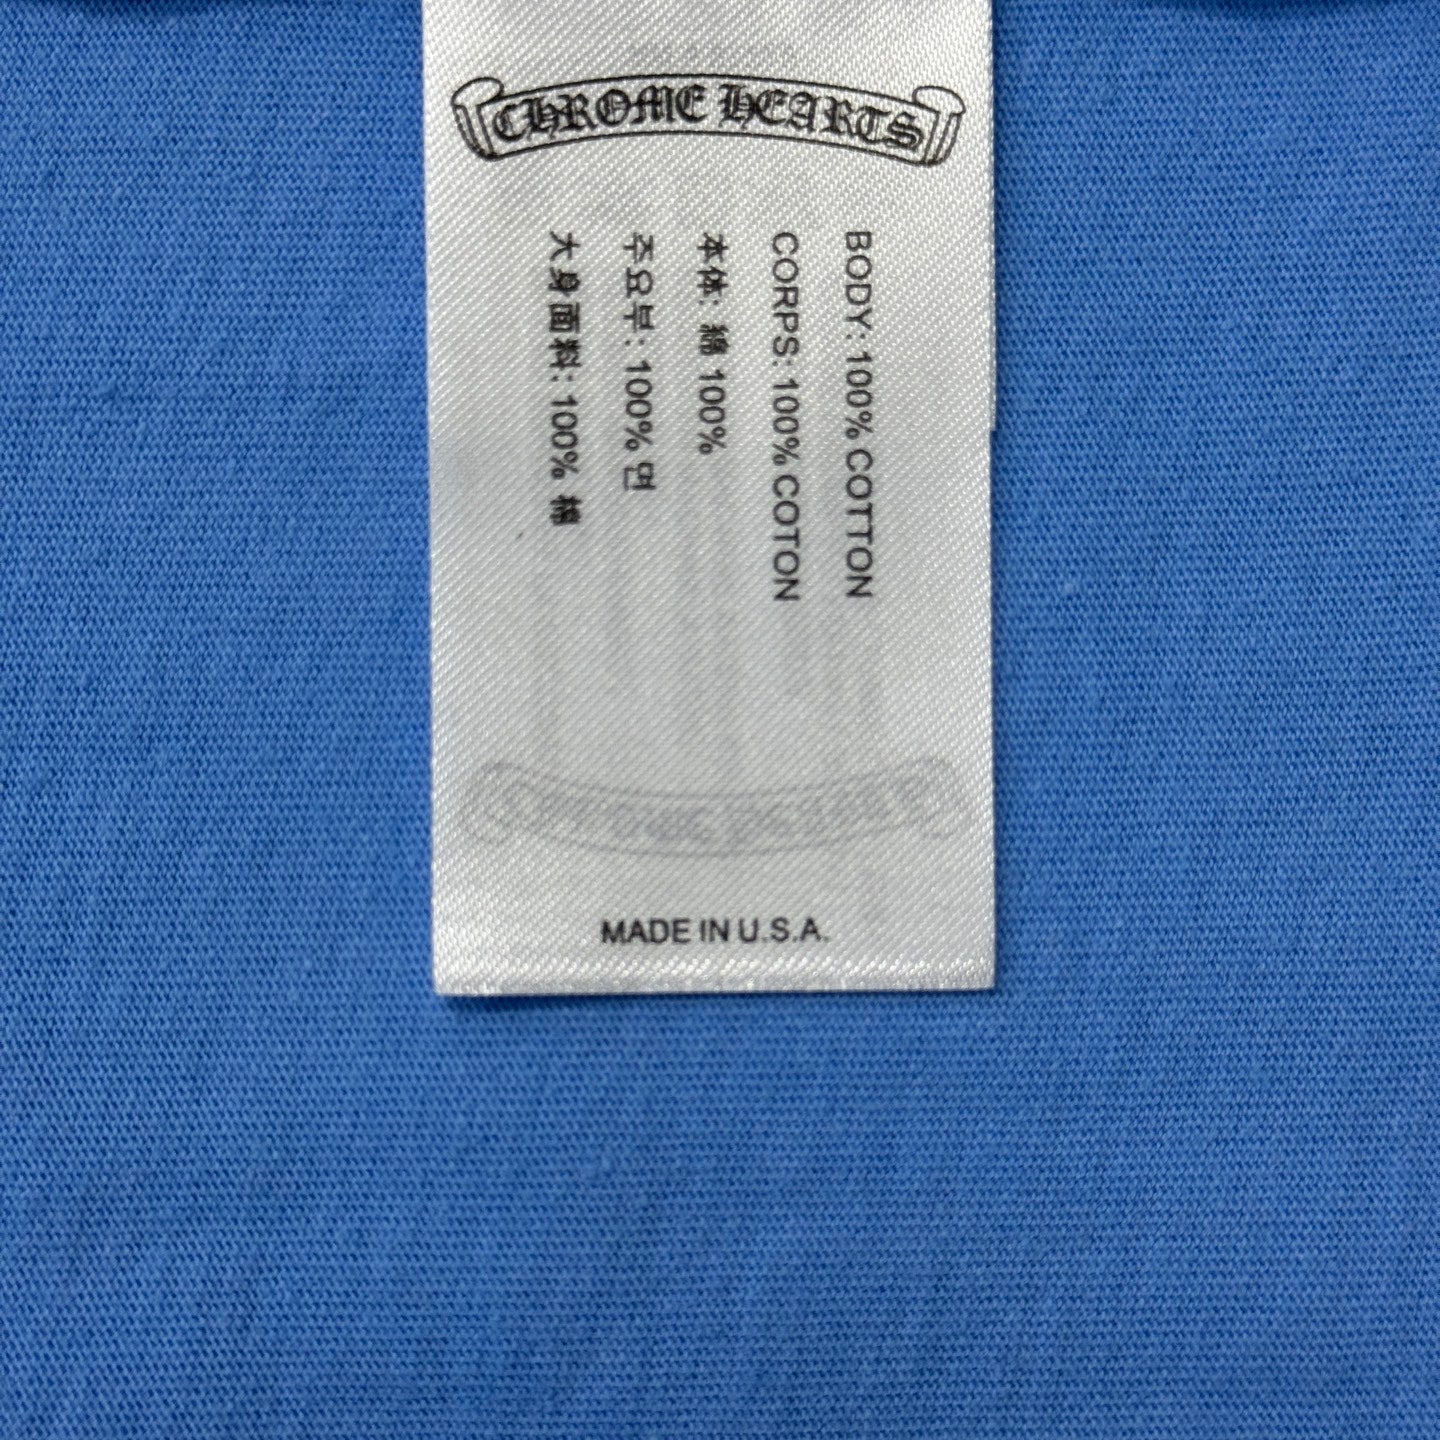 CHROME HEARTS
BODY: 100% COTTON
CORPS: 100% COTON
本体: 綿 100%
주요부: 100% 면
大身面料: 100% 棉
MADE IN U.S.A.